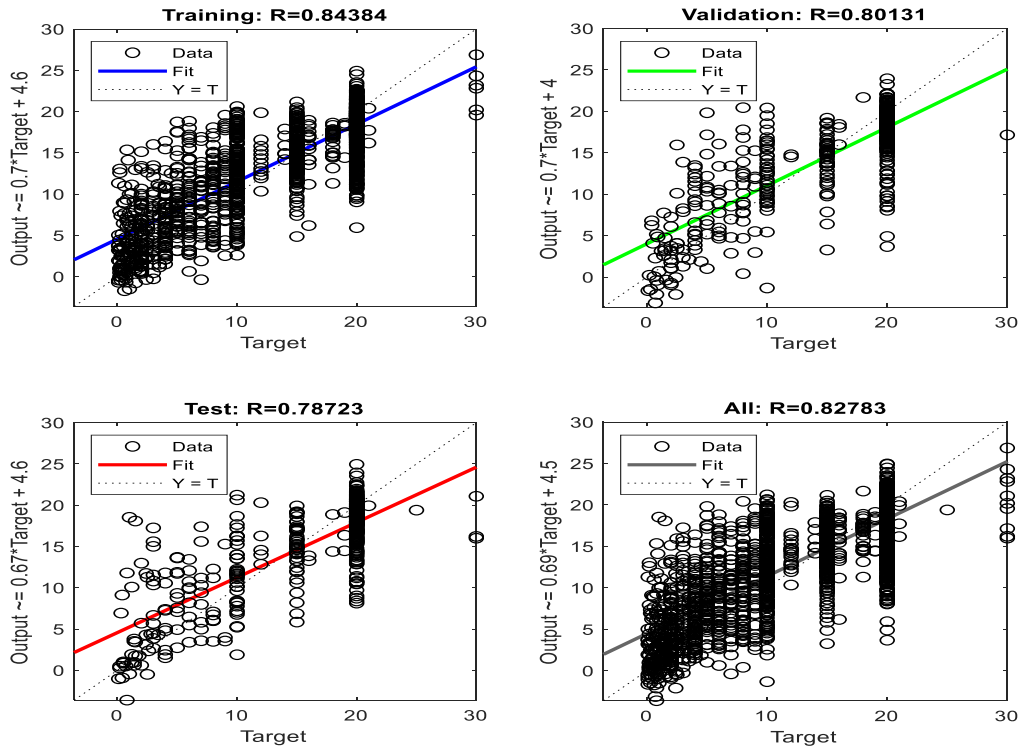 Training: R=0.84384
Output ~= 0.7*Target + 4.6
30
25
20
15
10
5
0
Data
Fit
Y = T
0
10
20
30
Target
Validation: R=0.80131
Output ~= 0.7*Target + 4
30
25
20
15
10
5
0
Data
Fit
Y = T
0
10
20
30
Target
Test: R=0.78723
Output ~= 0.67*Target + 4.6
30
25
20
15
10
5
0
Data
Fit
Y = T
0
10
20
30
Target
All: R=0.82783
Output ~= 0.69*Target + 4.5
30
25
20
15
10
5
0
Data
Fit
Y = T
0
10
20
30
Target